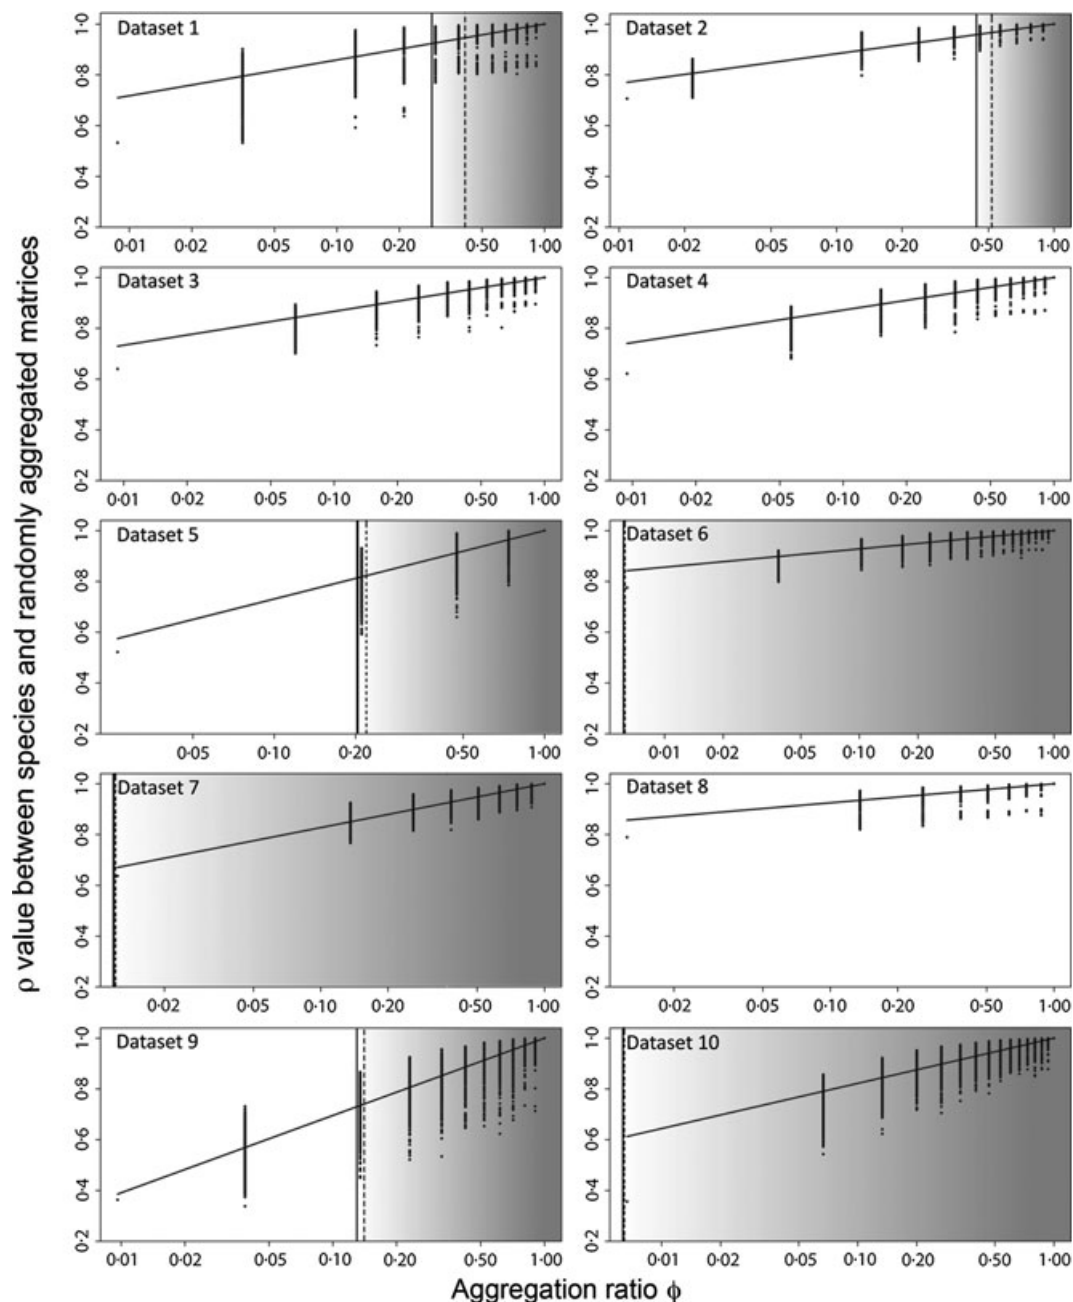 ρ value between species and randomly aggregated matrices
Dataset 1
1·0
0·8
0·6
0·4
0·2
0·01 0·02 0·05 0·10 0·20 0·50 1·00
Dataset 2
1·0
0·8
0·6
0·4
0·2
0·01 0·02 0·05 0·10 0·20 0·50 1·00
Dataset 3
1·0
0·8
0·6
0·4
0·2
0·01 0·02 0·05 0·10 0·20 0·50 1·00
Dataset 4
1·0
0·8
0·6
0·4
0·2
0·01 0·02 0·05 0·10 0·20 0·50 1·00
Dataset 5
1·0
0·8
0·6
0·4
0·2
0·05 0·10 0·20 0·50 1·00
Dataset 6
1·0
0·8
0·6
0·4
0·2
0·01 0·02 0·05 0·10 0·20 0·50 1·00
Dataset 7
1·0
0·8
0·6
0·4
0·2
0·02 0·05 0·10 0·20 0·50 1·00
Dataset 8
1·0
0·8
0·6
0·4
0·2
0·02 0·05 0·10 0·20 0·50 1·00
Dataset 9
1·0
0·8
0·6
0·4
0·2
0·01 0·02 0·05 0·10 0·20 0·50 1·00
Dataset 10
1·0
0·8
0·6
0·4
0·2
0·01 0·02 0·05 0·10 0·20 0·50 1·00
Aggregation ratio ϕ